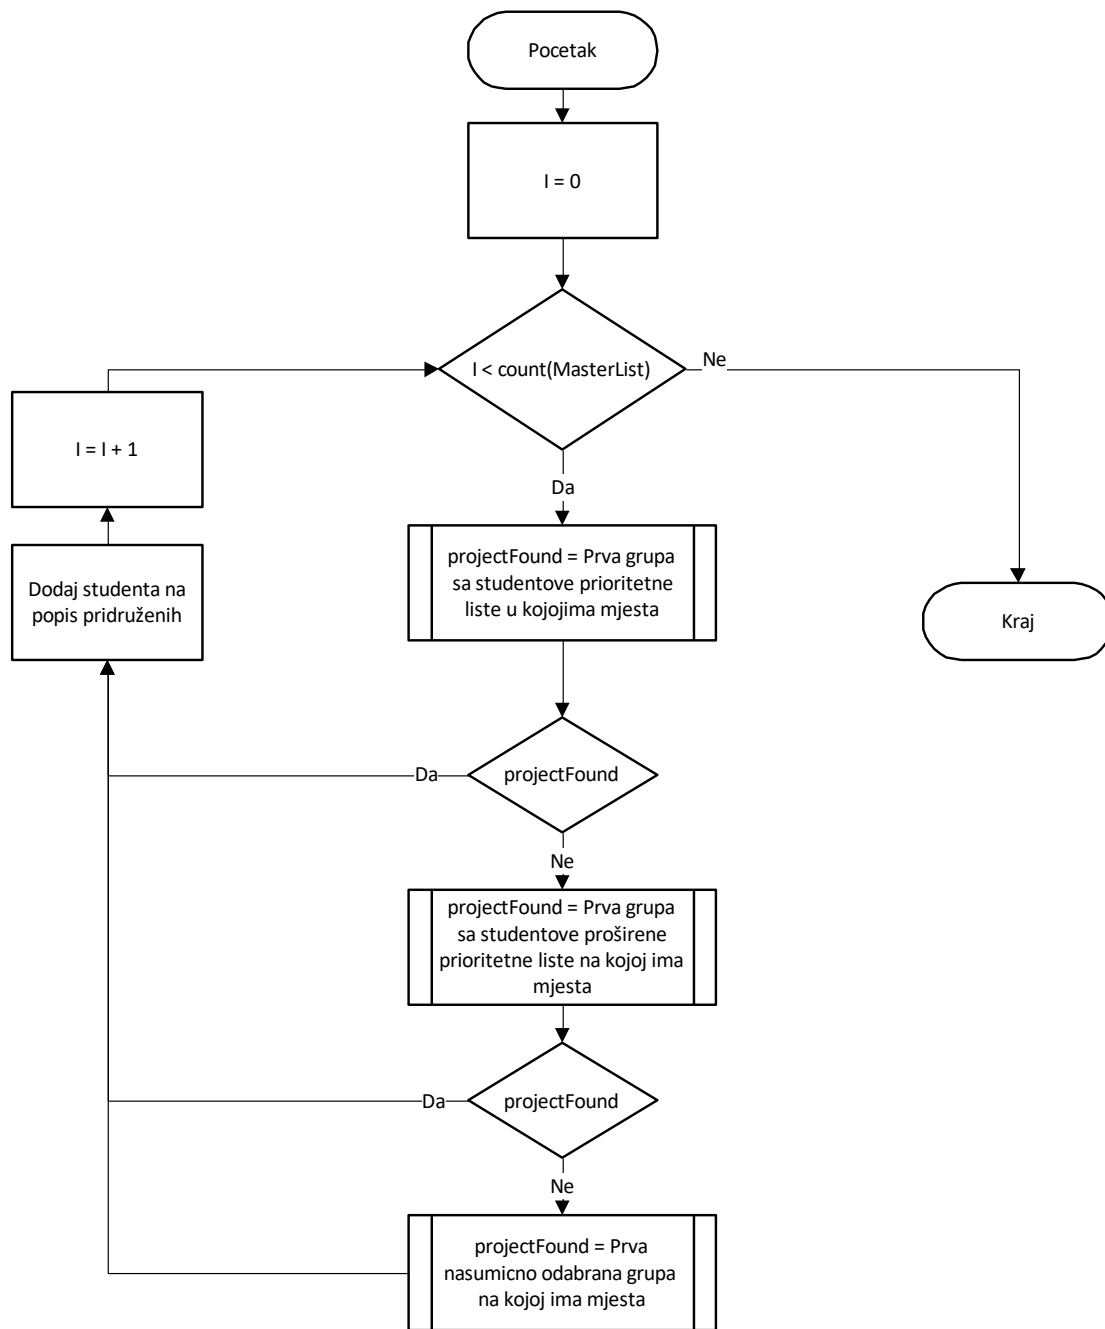 Pocetak
I = 0
I < count(MasterList)
Ne
I = I + 1
Da
projectFound = Prva grupa
sa studentove prioritetne
liste u kojojima mjesta
Dodaj studenta na
popis pridruženih
Kraj
projectFound
Da
Ne
projectFound = Prva grupa
sa studentove proširene
prioritetne liste na kojoj ima
mjesta
projectFound
Da
Ne
projectFound = Prva
nasumicno odabrana grupa
na kojoj ima mjesta